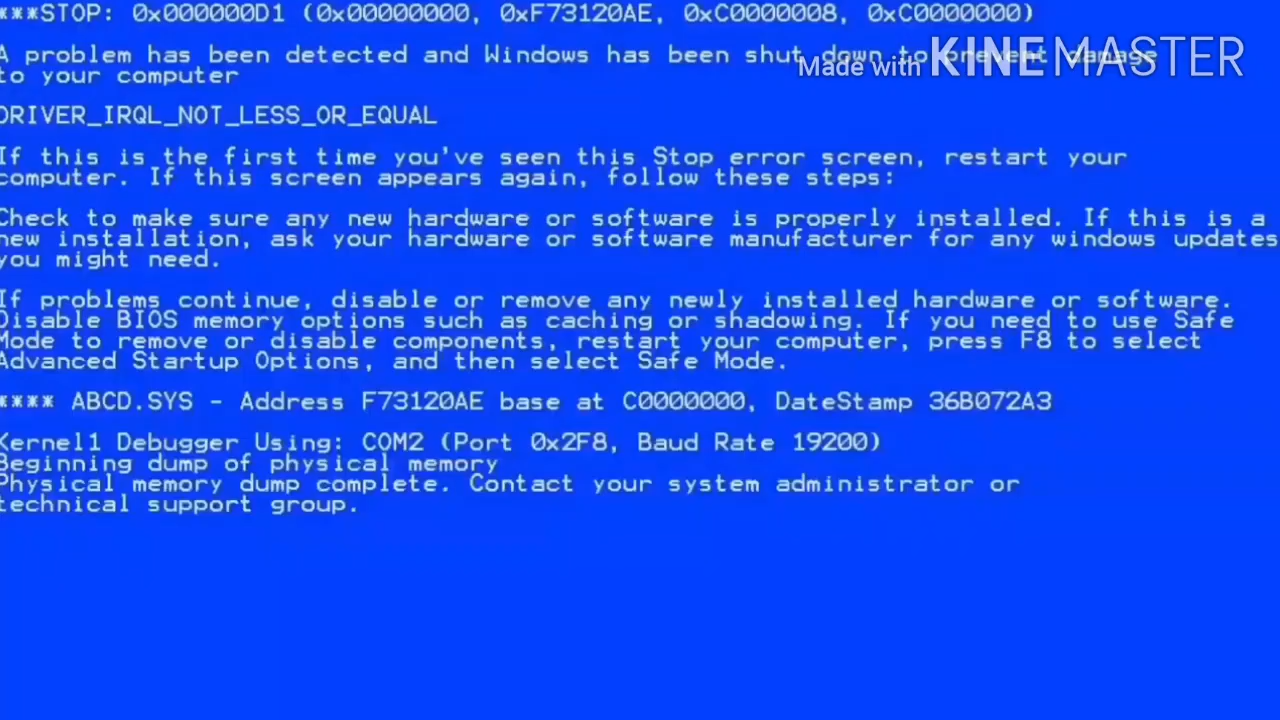 ***STOP: 0x000000D1 (0x00000000, 0xF73120AE, 0xC0000008, 0xC0000000)
A problem has been detected and Windows has been shut down to prevent damage
to your computer
Made with KINEMASTER
DRIVER_IRQL_NOT_LESS_OR_EQUAL
If this is the first time you've seen this Stop error screen, restart your
computer. If this screen appears again, follow these steps:
Check to make sure any new hardware or software is properly installed. If this is a
new installation, ask your hardware or software manufacturer for any windows updates
you might need.
If problems continue, disable or remove any newly installed hardware or software.
Disable BIOS memory options such as caching or shadowing. If you need to use Safe
Mode to remove or disable components, restart your computer, press F8 to select
Advanced Startup Options, and then select Safe Mode.
**** ABCD.SYS - Address F73120AE base at C0000000, DateStamp 36B072A3
Kernel1 Debugger Using: COM2 (Port 0x2F8, Baud Rate 19200)
Beginning dump of physical memory
Physical memory dump complete. Contact your system administrator or
technical support group.